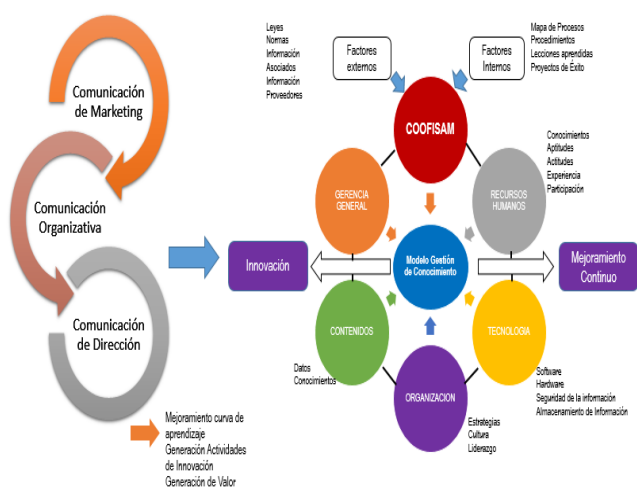 Comunicación
de Marketing
Comunicación
Organizativa
Comunicación
de Dirección
Mejoramiento curva de
aprendizaje
Generación Actividades
de Innovación
Generación de Valor
Leyes
Normas
Información
Asociados
Información
Proveedores
Factores
externos
Factores
Internos
Mapa de Procesos
Procedimientos
Lecciones aprendidas
Proyectos de Éxito
COOFISAM
GERENCIA
GENERAL
RECURSOS
HUMANOS
Conocimientos
Aptitudes
Actitudes
Experiencia
Participación
Innovación
Modelo Gestión
de Conocimiento
Mejoramiento
Continuo
CONTENIDOS
TECNOLOGIA
Datos
Conocimientos
ORGANIZACION
Software
Hardware
Seguridad de la información
Almacenamiento de Información
Estrategias
Cultura
Liderazgo